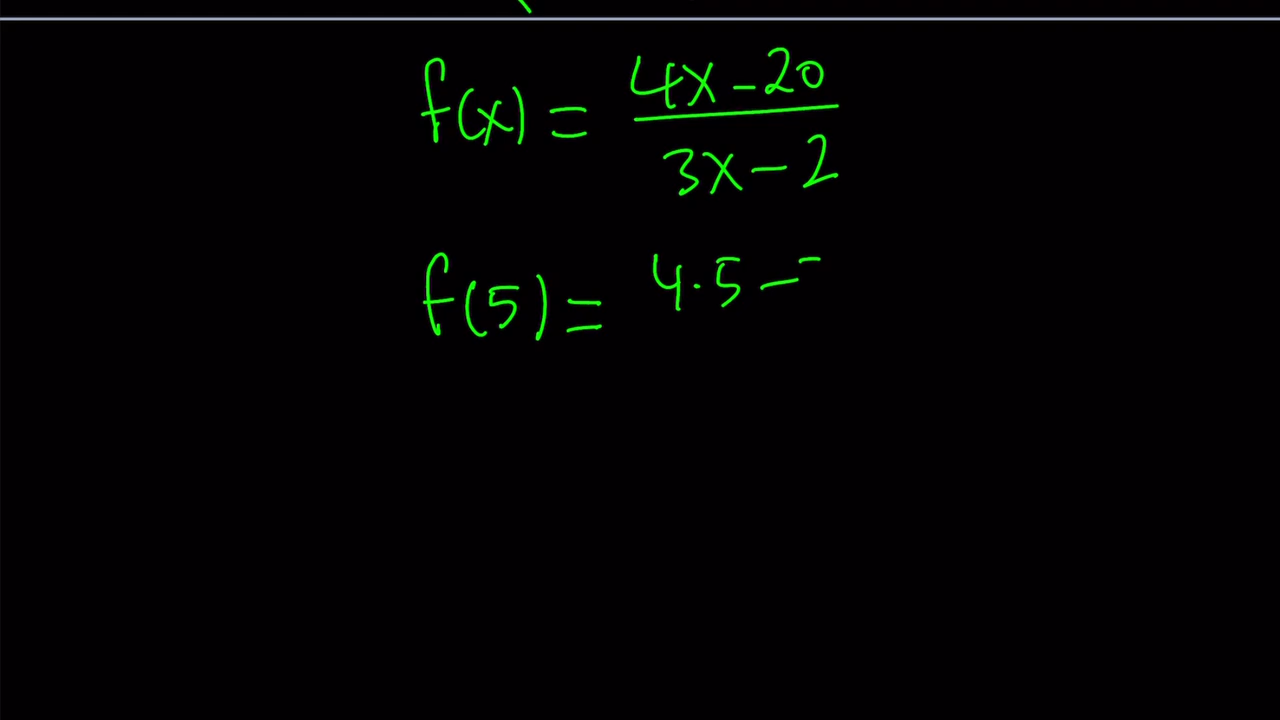 f(x) = (4x - 20)/(3x - 2)
f(5) = 4·5 -